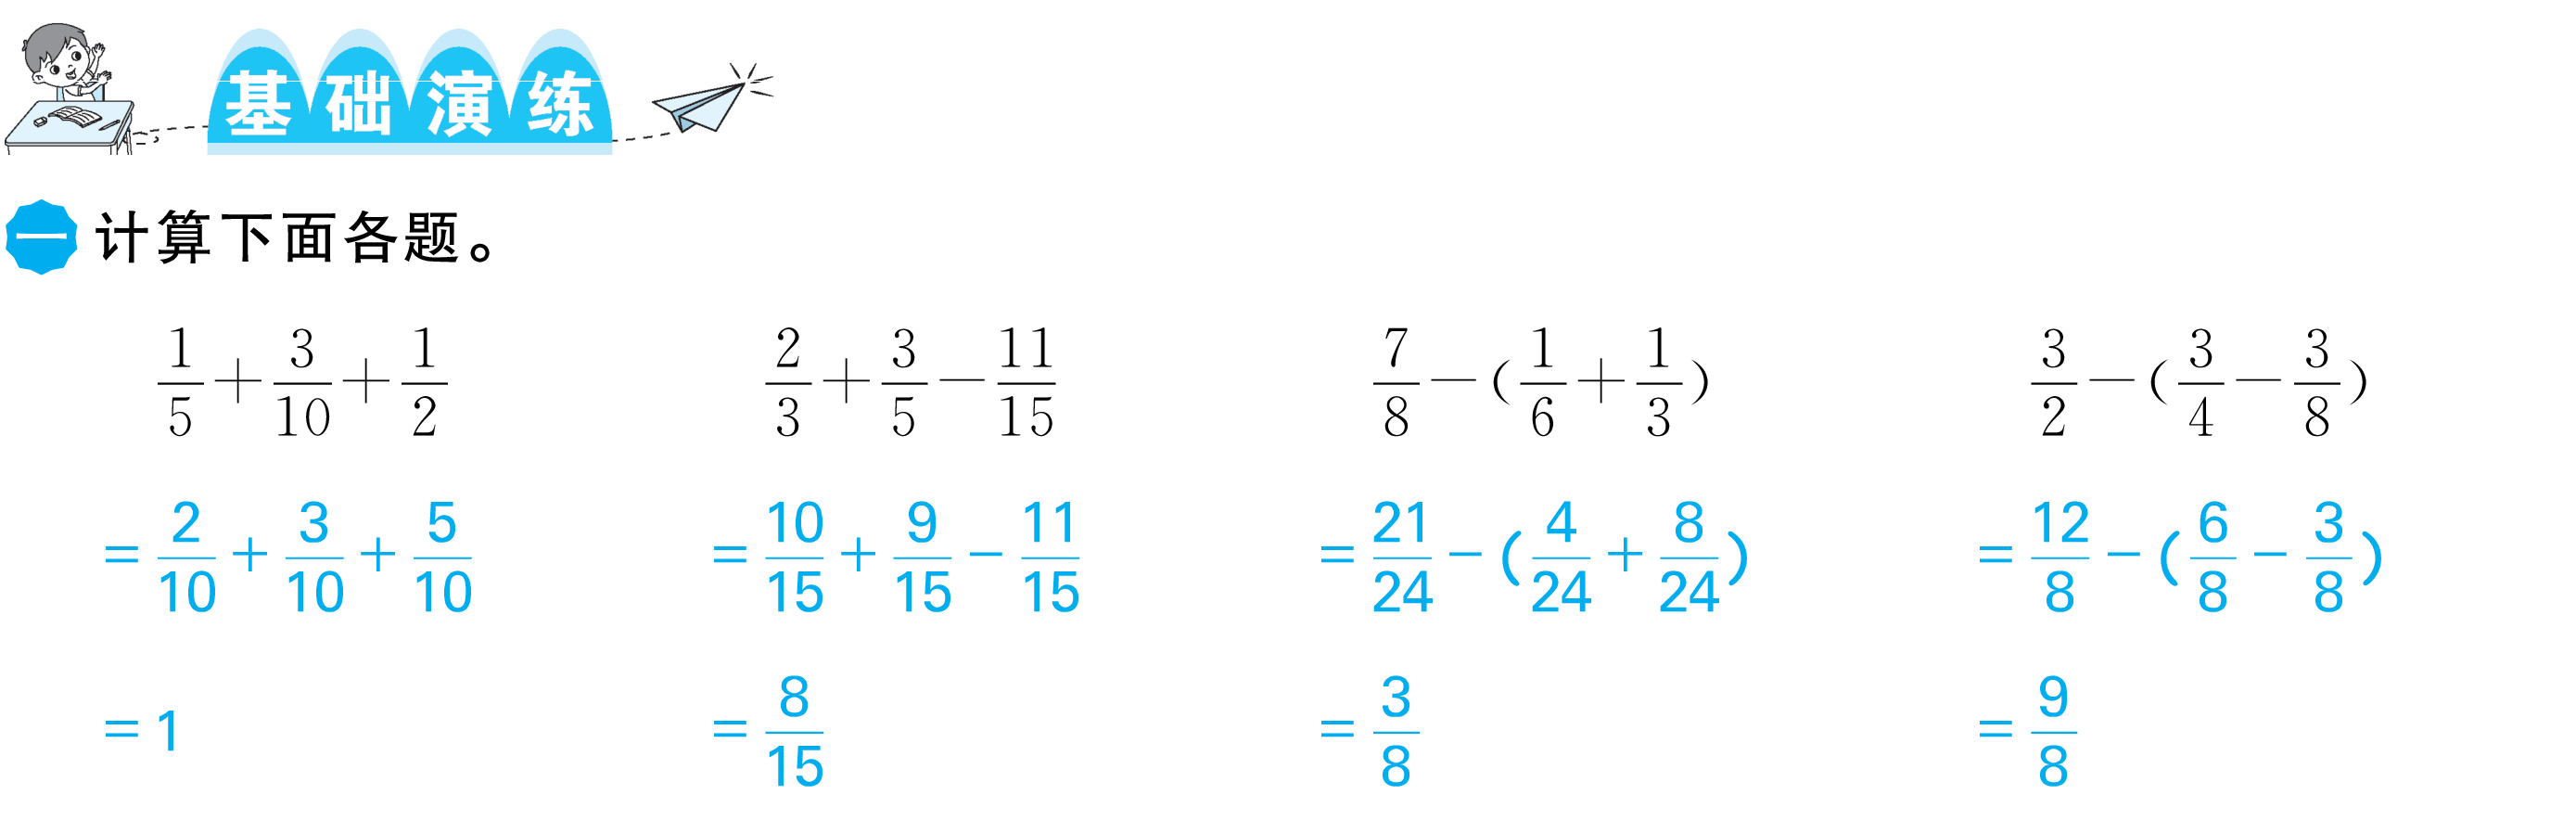 基础演练
一 计算下面各题。
1/5+3/10+1/2 2/3+3/5-11/15 7/8-(1/6+1/3) 3/2-(3/4-3/8)
=2/10+3/10+5/10 =10/15+9/15-11/15 =21/24-(4/24+8/24) =12/8-(6/8-3/8)
=1 =8/15 =3/8 =9/8